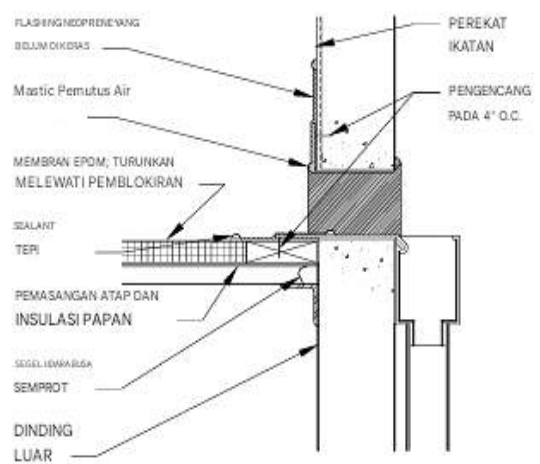 FLASHING NEOPRENE YANG
BELUM DIKERAS
Mastic Pemutus Air
MEMBRAN EPDM; TURUNKAN
MELEWATI PEMBLOKIRAN
SEALANT
TEPI
PEMASANGAN ATAP DAN
INSULASI PAPAN
SEGEL UDARA BUSA
SEMPROT
DINDING
LUAR
PEREKAT
IKATAN
PENGENCANG
PADA 4" O.C.